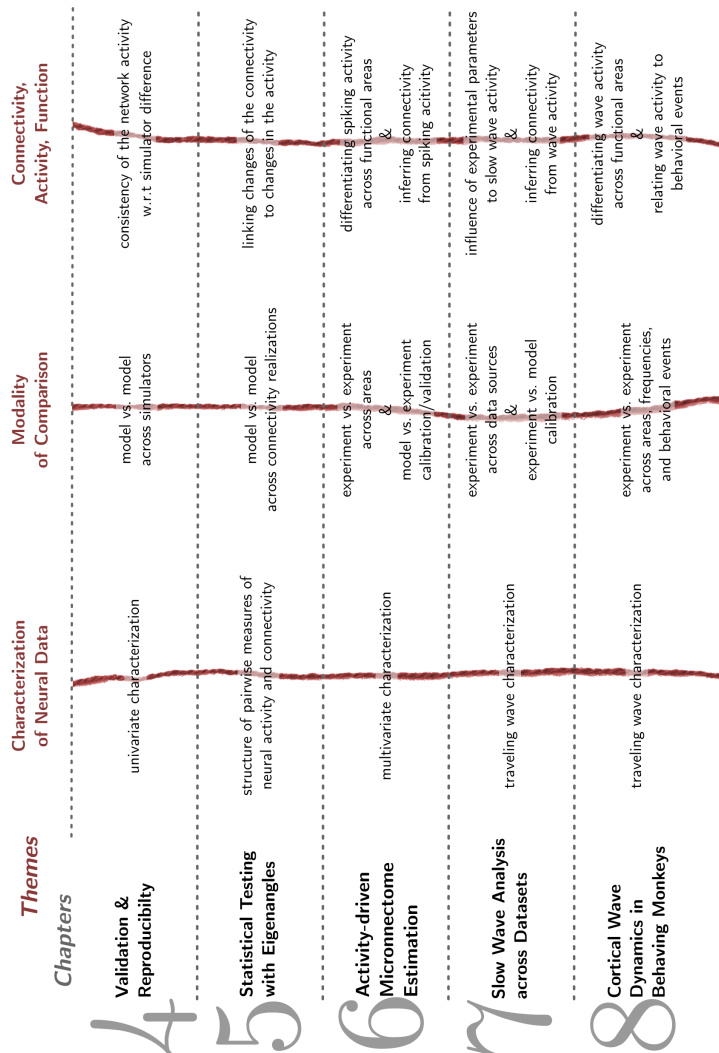 Themes
Characterization
of Neural Data
Modality
of Comparison
Connectivity,
Activity, Function
Chapters
4
Validation &
Reproducibilty
univariate characterization
model vs. model
across simulators
consistency of the network activity
w.r.t simulator difference
5
Statistical Testing
with Eigenangles
structure of pairwise measures of
neural activity and connectivity
model vs. model
across connectivity realizations
linking changes of the connectivity
to changes in the activity
6
Activity-driven
Micronnectome
Estimation
multivariate characterization
experiment vs. experiment
across areas
&
model vs. experiment
calibration/validation
differentiating spiking activity
across functional areas
&
inferring connectivity
from spiking acitivity
7
Slow Wave Analysis
across Datasets
traveling wave characterization
experiment vs. experiment
across data sources
&
experiment vs. model
calibration
influence of experimental parameters
to slow wave activity
&
inferring connectivity
from wave activity
8
Cortical Wave
Dynamics in
Behaving Monkeys
traveling wave characterization
experiment vs. experiment
across areas, frequencies,
and behavioral events
differentiating wave activity
across functional areas
&
relating wave activity to
behavioral events